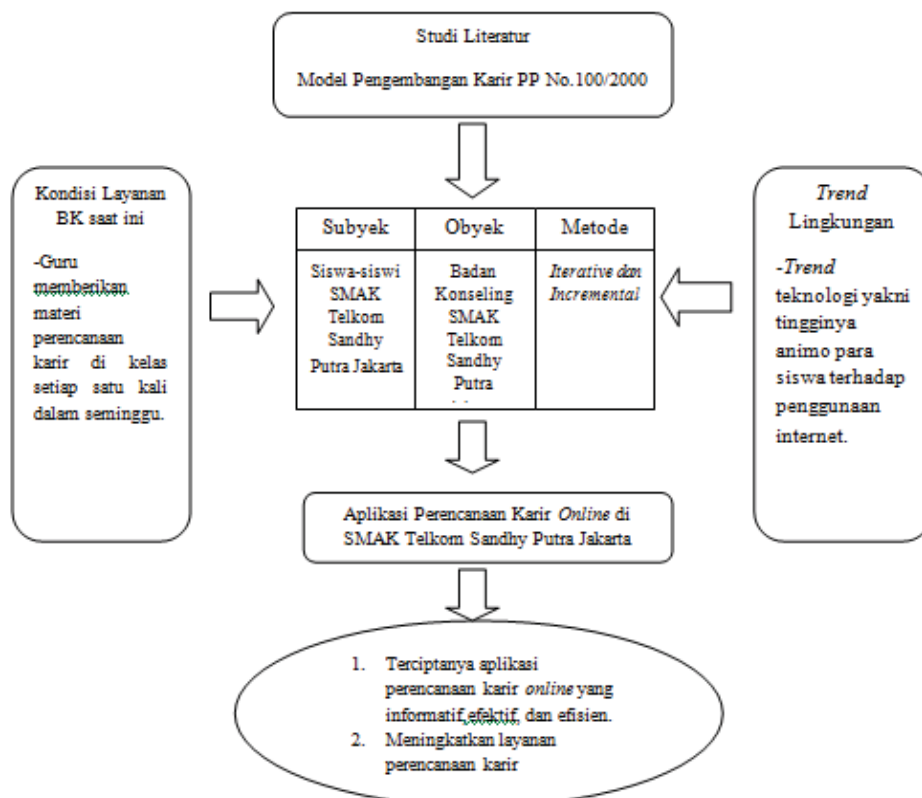 Studi Literatur
Model Pengembangan Karir PP No.100/2000
Kondisi Layanan
BK saat ini
-Guru
memberikan
materi
perencanaan
karir di kelas
setiap satu kali
dalam seminggu.
Subyek
Obyek
Metode
Siswa-siswi
SMAK
Telkom
Sandhy
Putra Jakarta
Badan
Konseling
SMAK
Telkom
Sandhy
Putra
Iterative dan
Incremental
Trend
Lingkungan
-Trend
teknologi yakni
tingginya
animo para
siswa terhadap
penggunaan
internet.
Aplikasi Perencanaan Karir Online di
SMAK Telkom Sandhy Putra Jakarta
1. Terciptanya aplikasi
perencanaan karir online yang
informatif,efektif, dan efisien.
2. Meningkatkan layanan
perencanaan karir